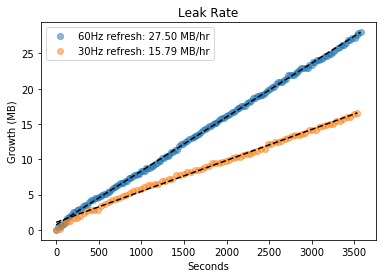 Leak Rate
60Hz refresh: 27.50 MB/hr
30Hz refresh: 15.79 MB/hr
Growth (MB)
25
20
15
10
5
0
0 500 1000 1500 2000 2500 3000 3500
Seconds